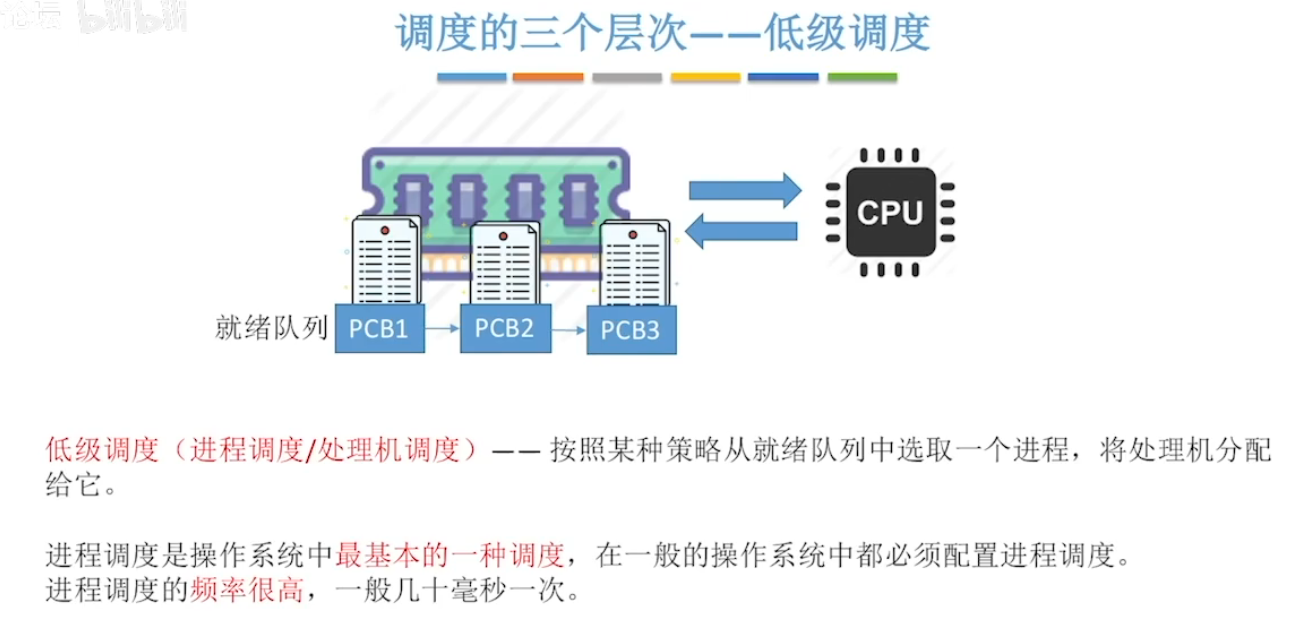 论坛 bilibili
调度的三个层次——低级调度
CPU
就绪队列 PCB1 PCB2 PCB3
低级调度（进程调度/处理机调度）—— 按照某种策略从就绪队列中选取一个进程，将处理机分配
给它。
进程调度是操作系统中最基本的一种调度，在一般的操作系统中都必须配置进程调度。
进程调度的频率很高，一般几十毫秒一次。